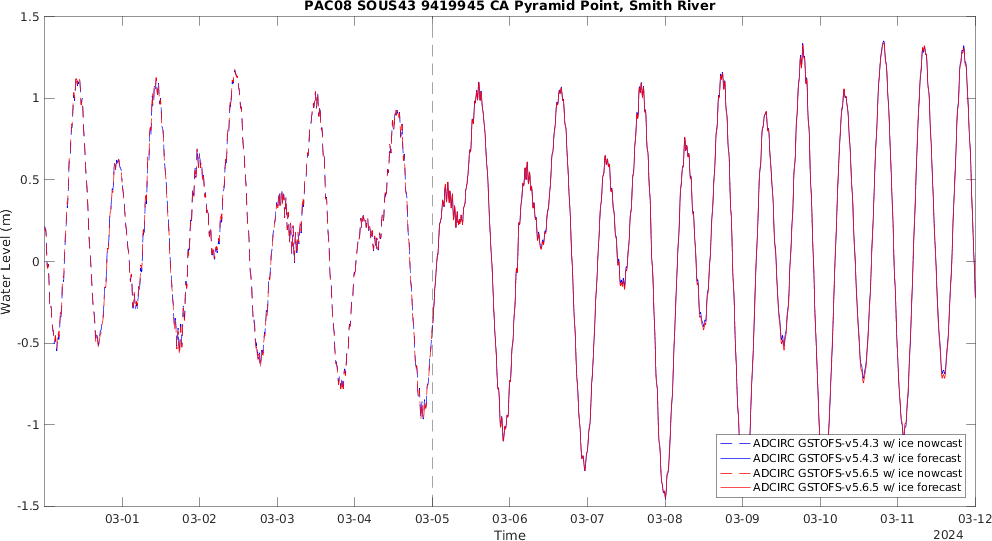 PAC08 SOUS43 9419945 CA Pyramid Point, Smith River
1.5
1
0.5
0
-0.5
-1
-1.5
Water Level (m)
ADCIRC GSTOFS-v5.4.3 w/ ice nowcast
ADCIRC GSTOFS-v5.4.3 w/ ice forecast
ADCIRC GSTOFS-v5.6.5 w/ ice nowcast
ADCIRC GSTOFS-v5.6.5 w/ ice forecast
03-01 03-02 03-03 03-04 03-05 03-06 03-07 03-08 03-09 03-10 03-11 03-12
Time
2024